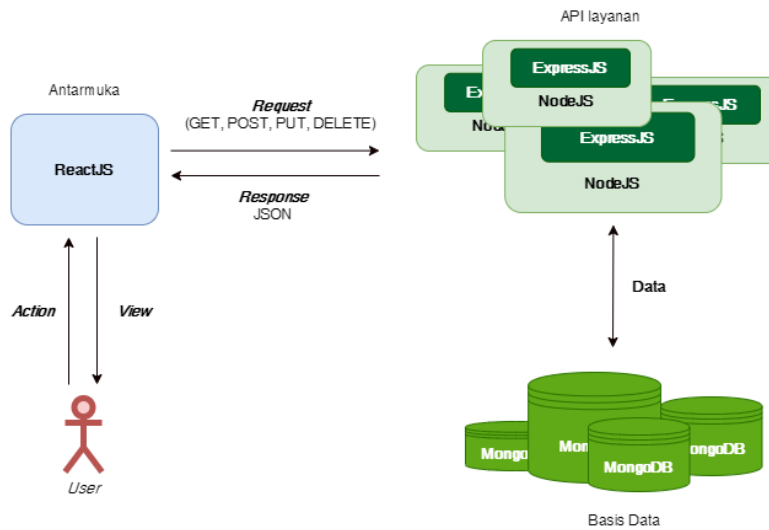 API layanan
ExpressJS
NodeJS
ExpressJS
NodeJS
Antarmuka
ReactJS
Request
(GET, POST, PUT, DELETE)
Response
JSON
Action
View
User
Data
MongoDB
MongoDB
Basis Data